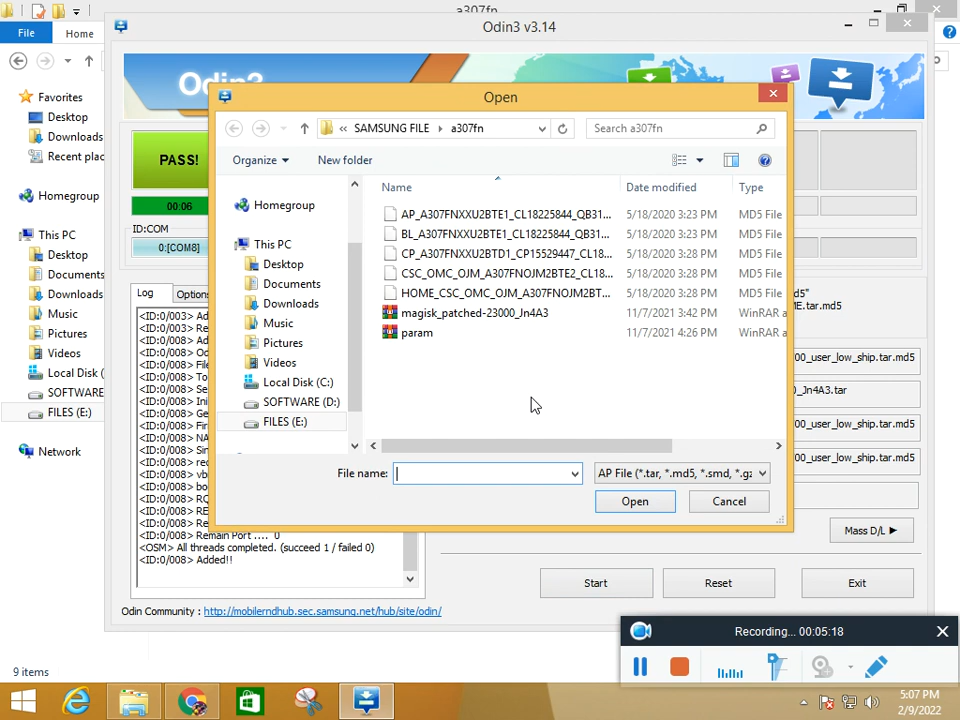 a307fn
File
Home
Odin3 v3.14
Odin3
Favorites
Desktop
Downloads
Recent plac
Homegroup
This PC
Desktop
Documents
Downloads
Music
Pictures
Videos
Local Disk (
SOFTWARE
FILES (E:)
Network
9 items
PASS!
00:06
ID:COM
0:[COM8]
Open
« SAMSUNG FILE ▸ a307fn
Search a307fn
Organize
New folder
Homegroup
This PC
Desktop
Documents
Downloads
Music
Pictures
Videos
Local Disk (C:)
SOFTWARE (D:)
FILES (E:)
Name Date modified Type
AP_A307FNXXU2BTE1_CL18225844_QB31... 5/18/2020 3:23 PM MD5 File
BL_A307FNXXU2BTE1_CL18225844_QB31... 5/18/2020 3:23 PM MD5 File
CP_A307FNXXU2BTD1_CP15529447_CL18... 5/18/2020 3:28 PM MD5 File
CSC_OMC_OJM_A307FNOJM2BTE2_CL18... 5/18/2020 3:23 PM MD5 File
HOME_CSC_OMC_OJM_A307FNOJM2BT... 5/18/2020 3:28 PM MD5 File
magisk_patched-23000_Jn4A3 11/7/2021 3:42 PM WinRAR a
param 11/7/2021 4:26 PM WinRAR a
File name:
AP File (*.tar, *.md5, *.smd, *.gz
Open
Cancel
Log
Options
<ID:0/003> Ad
<ID:0/003> Re
<ID:0/008> Ad
<ID:0/008> Od
<ID:0/008> File
<ID:0/008> To
<ID:0/008> Se
<ID:0/008> Ini
<ID:0/008> Ge
<ID:0/008> Fir
<ID:0/008> NA
<ID:0/008> Sin
<ID:0/008> rec
<ID:0/008> vb
<ID:0/008> bo
<ID:0/008> RQ
<ID:0/008> RE
<ID:0/008> Re
<ID:0/008> Remain Port .... 0
<OSM> All threads completed. (succeed 1 / failed 0)
<ID:0/008> Added!!
d5"
ME.tar.md5
00_user_low_ship.tar.md5
0_Jn4A3.tar
00_user_low_ship.tar.md5
00_user_low_ship.tar.md5
Mass D/L ▶
Start
Reset
Exit
Odin Community : http://mobilerndhub.sec.samsung.net/hub/site/odin/
Recording... 00:05:18
5:07 PM
2/9/2022